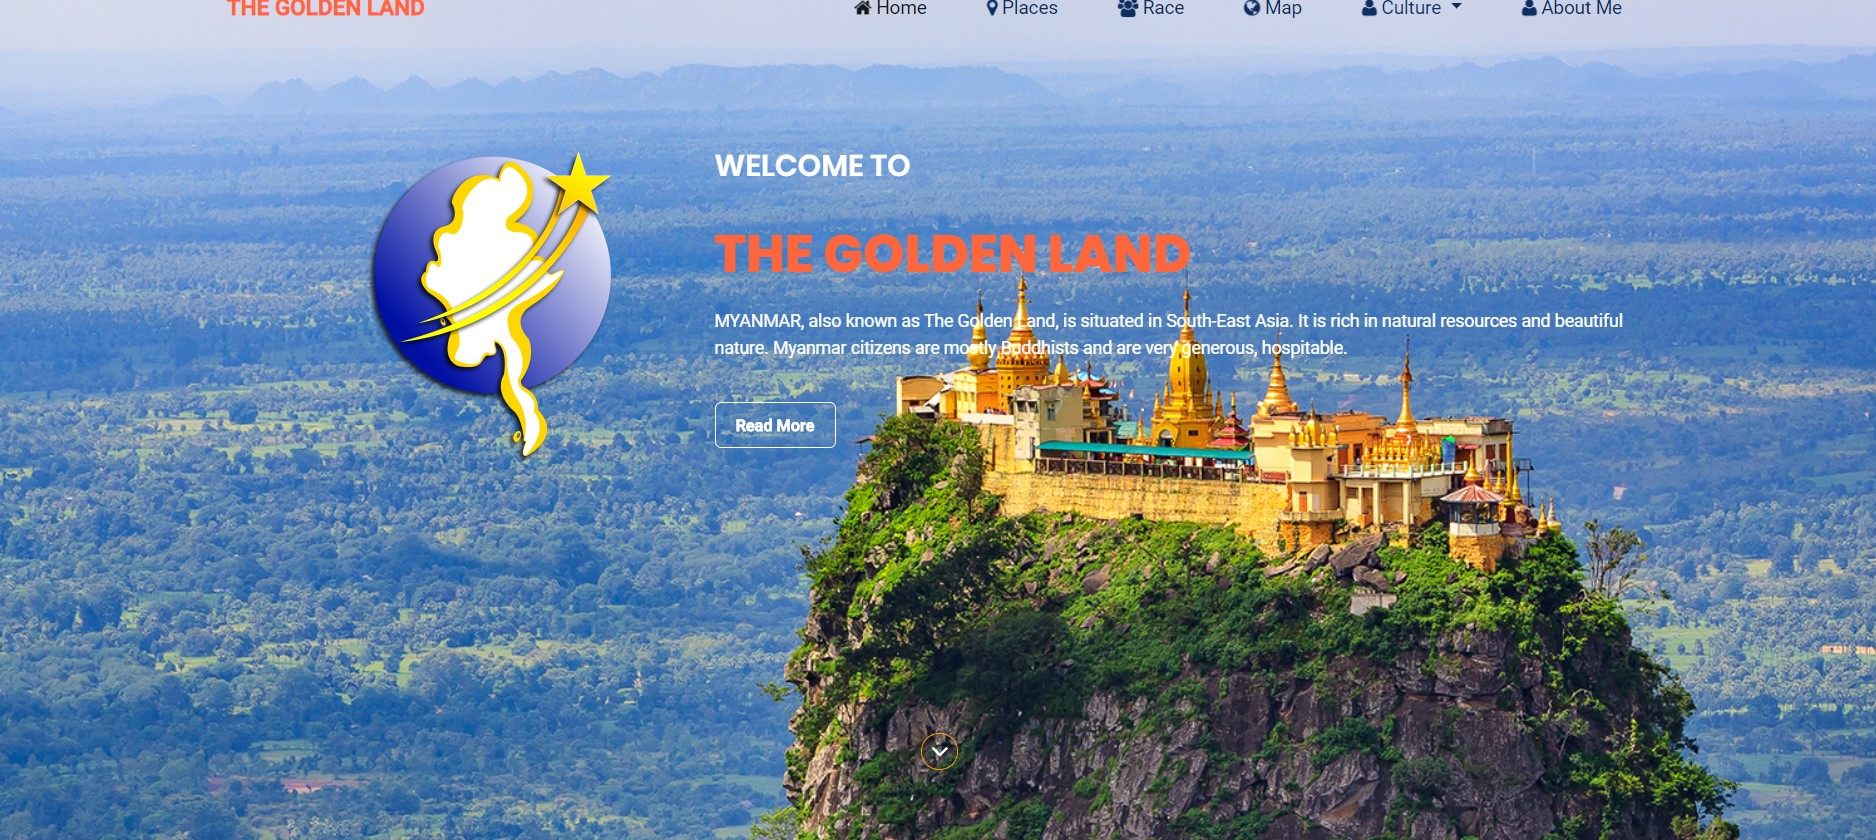 THE GOLDEN LAND
Home Places Race Map Culture About Me
WELCOME TO
THE GOLDEN LAND
MYANMAR, also known as The Golden Land, is situated in South-East Asia. It is rich in natural resources and beautiful
nature. Myanmar citizens are mostly Buddhists and are very generous, hospitable.
Read More